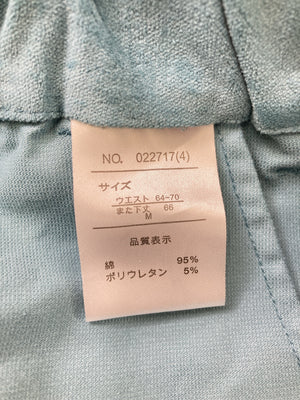 NO. 022717(4)
サイズ
ウエスト 64~70
また下丈 66
M
品質表示
綿 95%
ポリウレタン 5%